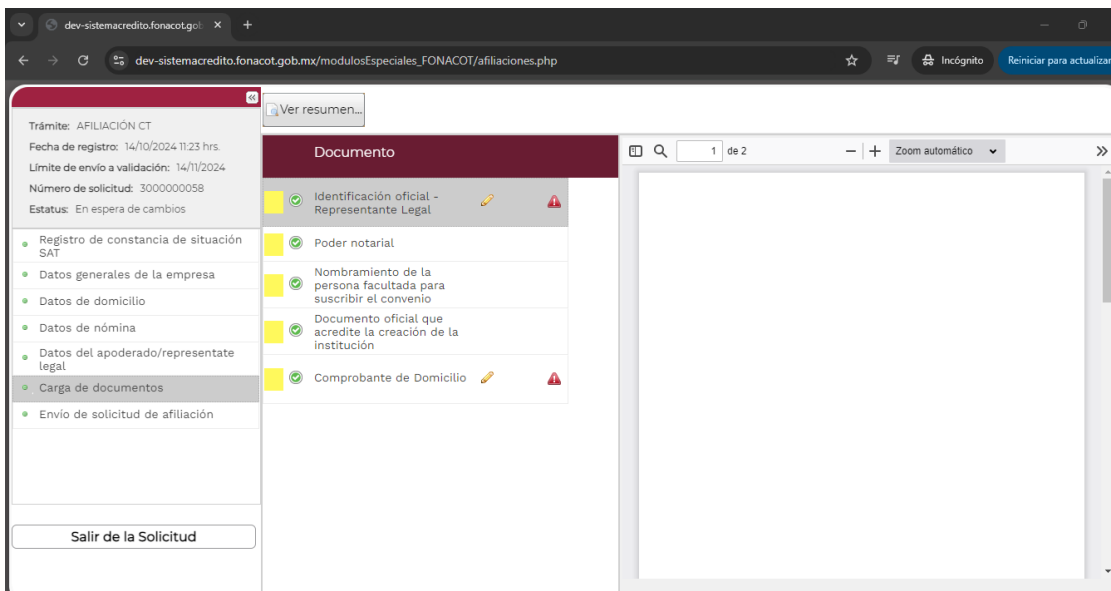 dev-sistemacredito.fonacot.gob
dev-sistemacredito.fonacot.gob.mx/modulosEspeciales_FONACOT/afiliaciones.php
Incógnito
Reiniciar para actualizar
Trámite: AFILIACIÓN CT
Fecha de registro: 14/10/2024 11:23 hrs.
Límite de envío a validación: 14/11/2024
Número de solicitud: 3000000058
Estatus: En espera de cambios
Registro de constancia de situación
SAT
Datos generales de la empresa
Datos de domicilio
Datos de nómina
Datos del apoderado/representate
legal
Carga de documentos
Envío de solicitud de afiliación
Salir de la Solicitud
Ver resumen...
Documento
Identificación oficial -
Representante Legal
Poder notarial
Nombramiento de la
persona facultada para
suscribir el convenio
Documento oficial que
acredite la creación de la
institución
Comprobante de Domicilio
1 de 2
Zoom automático